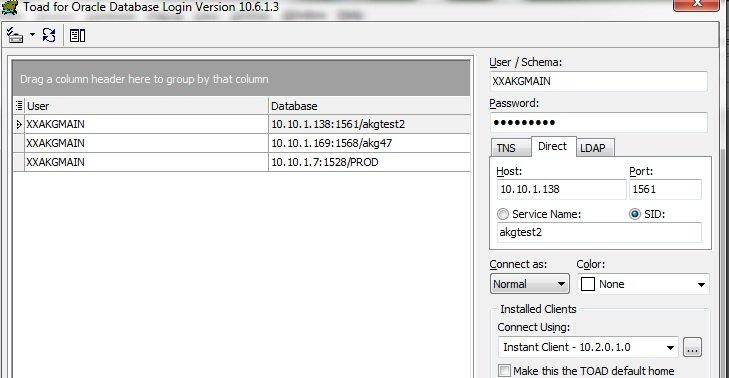 Toad for Oracle Database Login Version 10.6.1.3
Drag a column header here to group by that column
User Database
XXAKGMAIN 10.10.1.138:1561/akgtest2
XXAKGMAIN 10.10.1.169:1568/akg47
XXAKGMAIN 10.10.1.7:1528/PROD
User / Schema:
XXAKGMAIN
Password:
•••••••••
TNS Direct LDAP
Host: Port:
10.10.1.138 1561
Service Name: SID:
akgtest2
Connect as: Color:
Normal None
Installed Clients
Connect Using:
Instant Client - 10.2.0.1.0 ...
Make this the TOAD default home